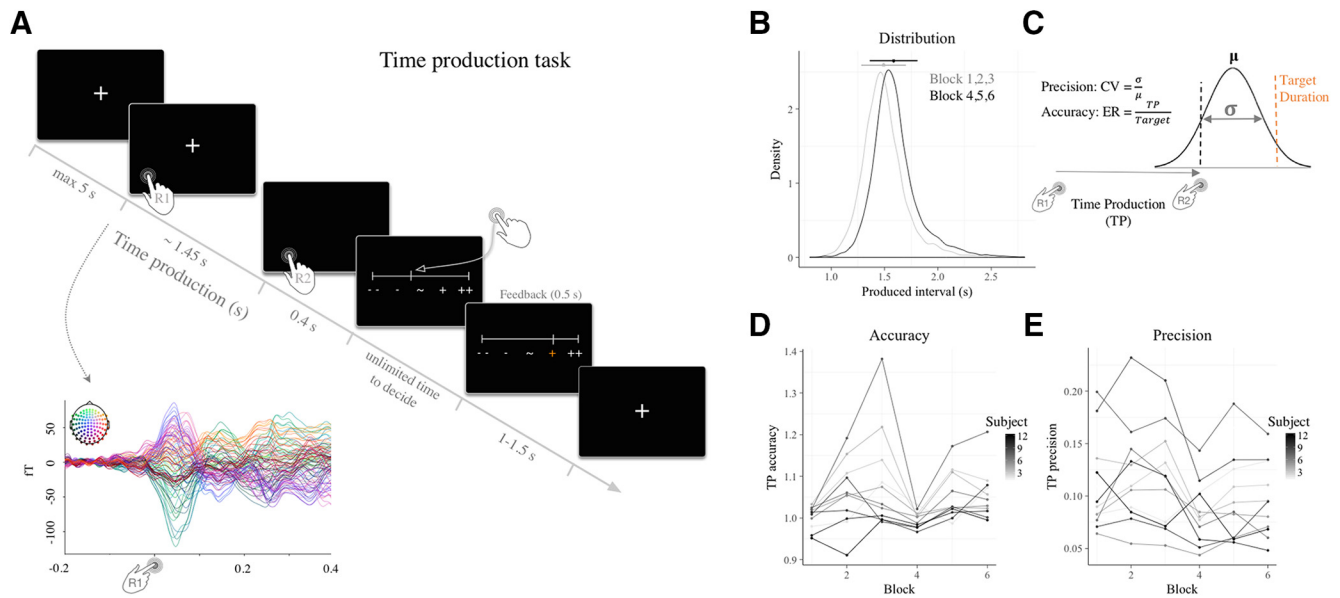 A
Time production task
R1
R2
max 5 s
~ 1.45 s
Time production (s)
0.4 s
unlimited time
to decide
1-1.5 s
-- - ~ + ++
Feedback (0.5 s)
-- - ~ + ++
fT
50
0
-50
-100
-0.2
0.2
0.4
R1
B
Distribution
Block 1,2,3
Block 4,5,6
Density
2
1
0
1.0
1.5
2.0
2.5
Produced interval (s)
C
Precision: CV = σ/μ
Accuracy: ER = TP/Target
μ
σ
Target
Duration
R1
R2
Time Production
(TP)
D
Accuracy
TP accuracy
1.4
1.3
1.2
1.1
1.0
0.9
2
4
6
Block
Subject
12
9
6
3
E
Precision
TP precision
0.20
0.15
0.10
0.05
2
4
6
Block
Subject
12
9
6
3